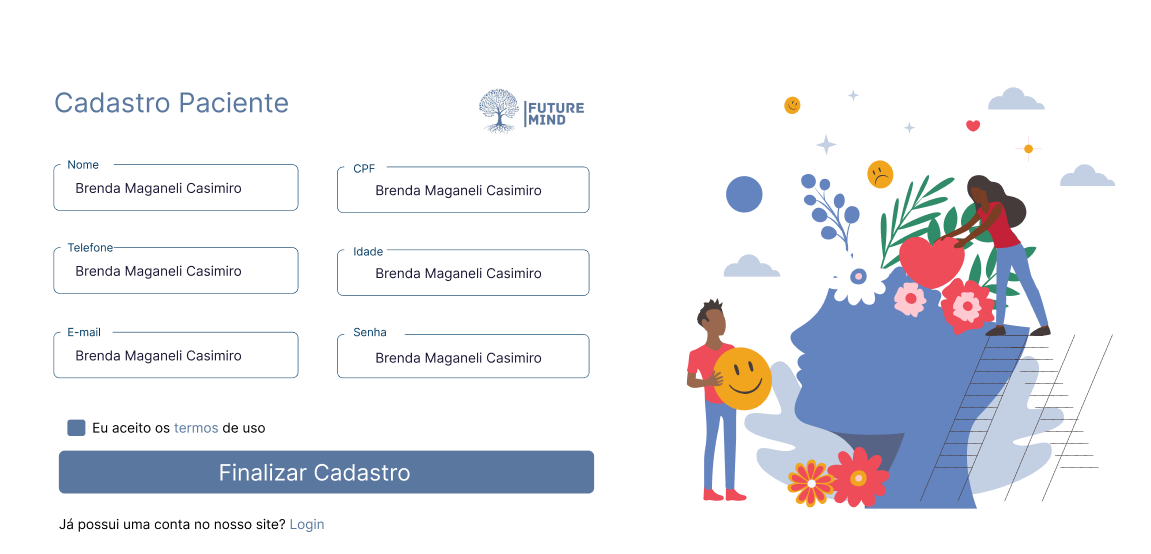 Cadastro Paciente
FUTURE
MIND
Nome
Brenda Maganeli Casimiro
CPF
Brenda Maganeli Casimiro
Telefone
Brenda Maganeli Casimiro
Idade
Brenda Maganeli Casimiro
E-mail
Brenda Maganeli Casimiro
Senha
Brenda Maganeli Casimiro
Eu aceito os termos de uso
Finalizar Cadastro
Já possui uma conta no nosso site? Login